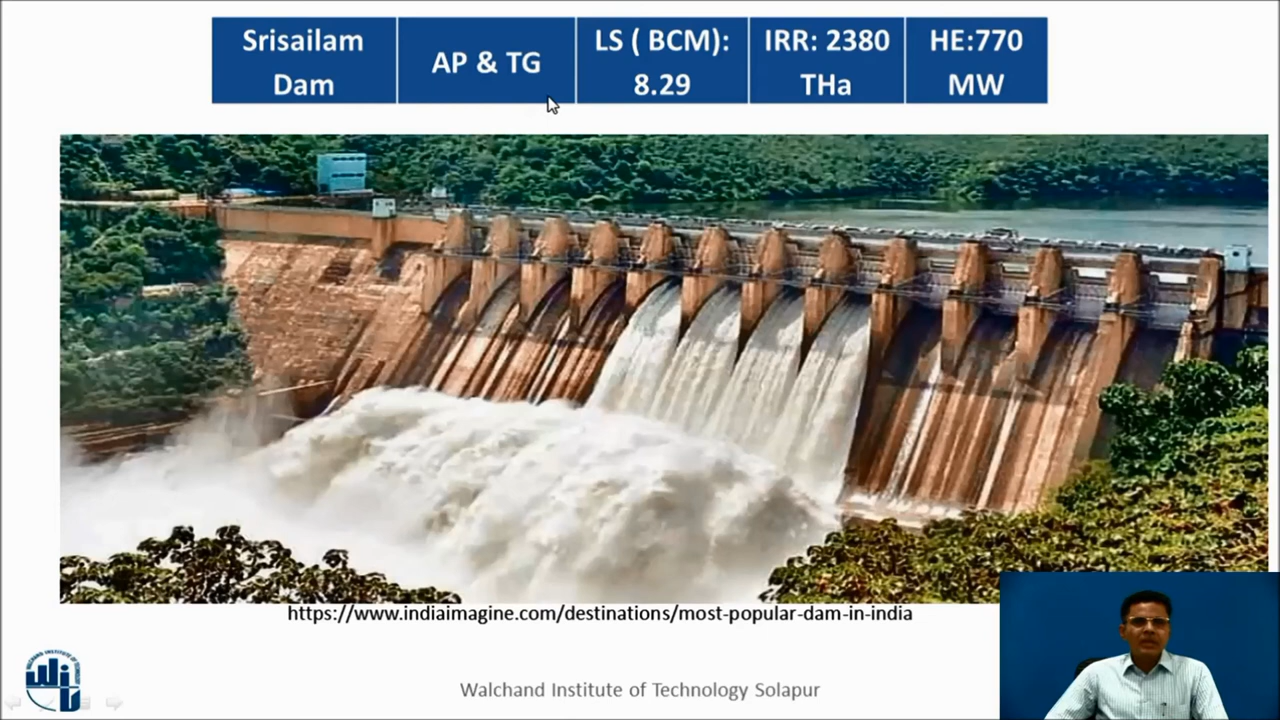 Srisailam
Dam
AP & TG
LS ( BCM):
8.29
IRR: 2380
THa
HE:770
MW
https://www.indiaimagine.com/destinations/most-popular-dam-in-india
Walchand Institute of Technology Solapur